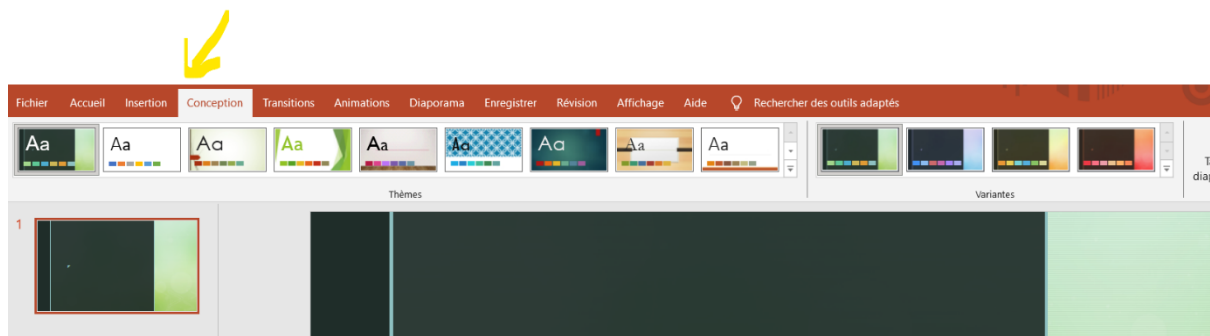 Fichier Accueil Insertion Conception Transitions Animations Diaporama Enregistrer Révision Affichage Aide Rechercher des outils adaptés
Aa Aa Aa Aa Aa Aa Aa Aa Aa
Thèmes Variantes
1